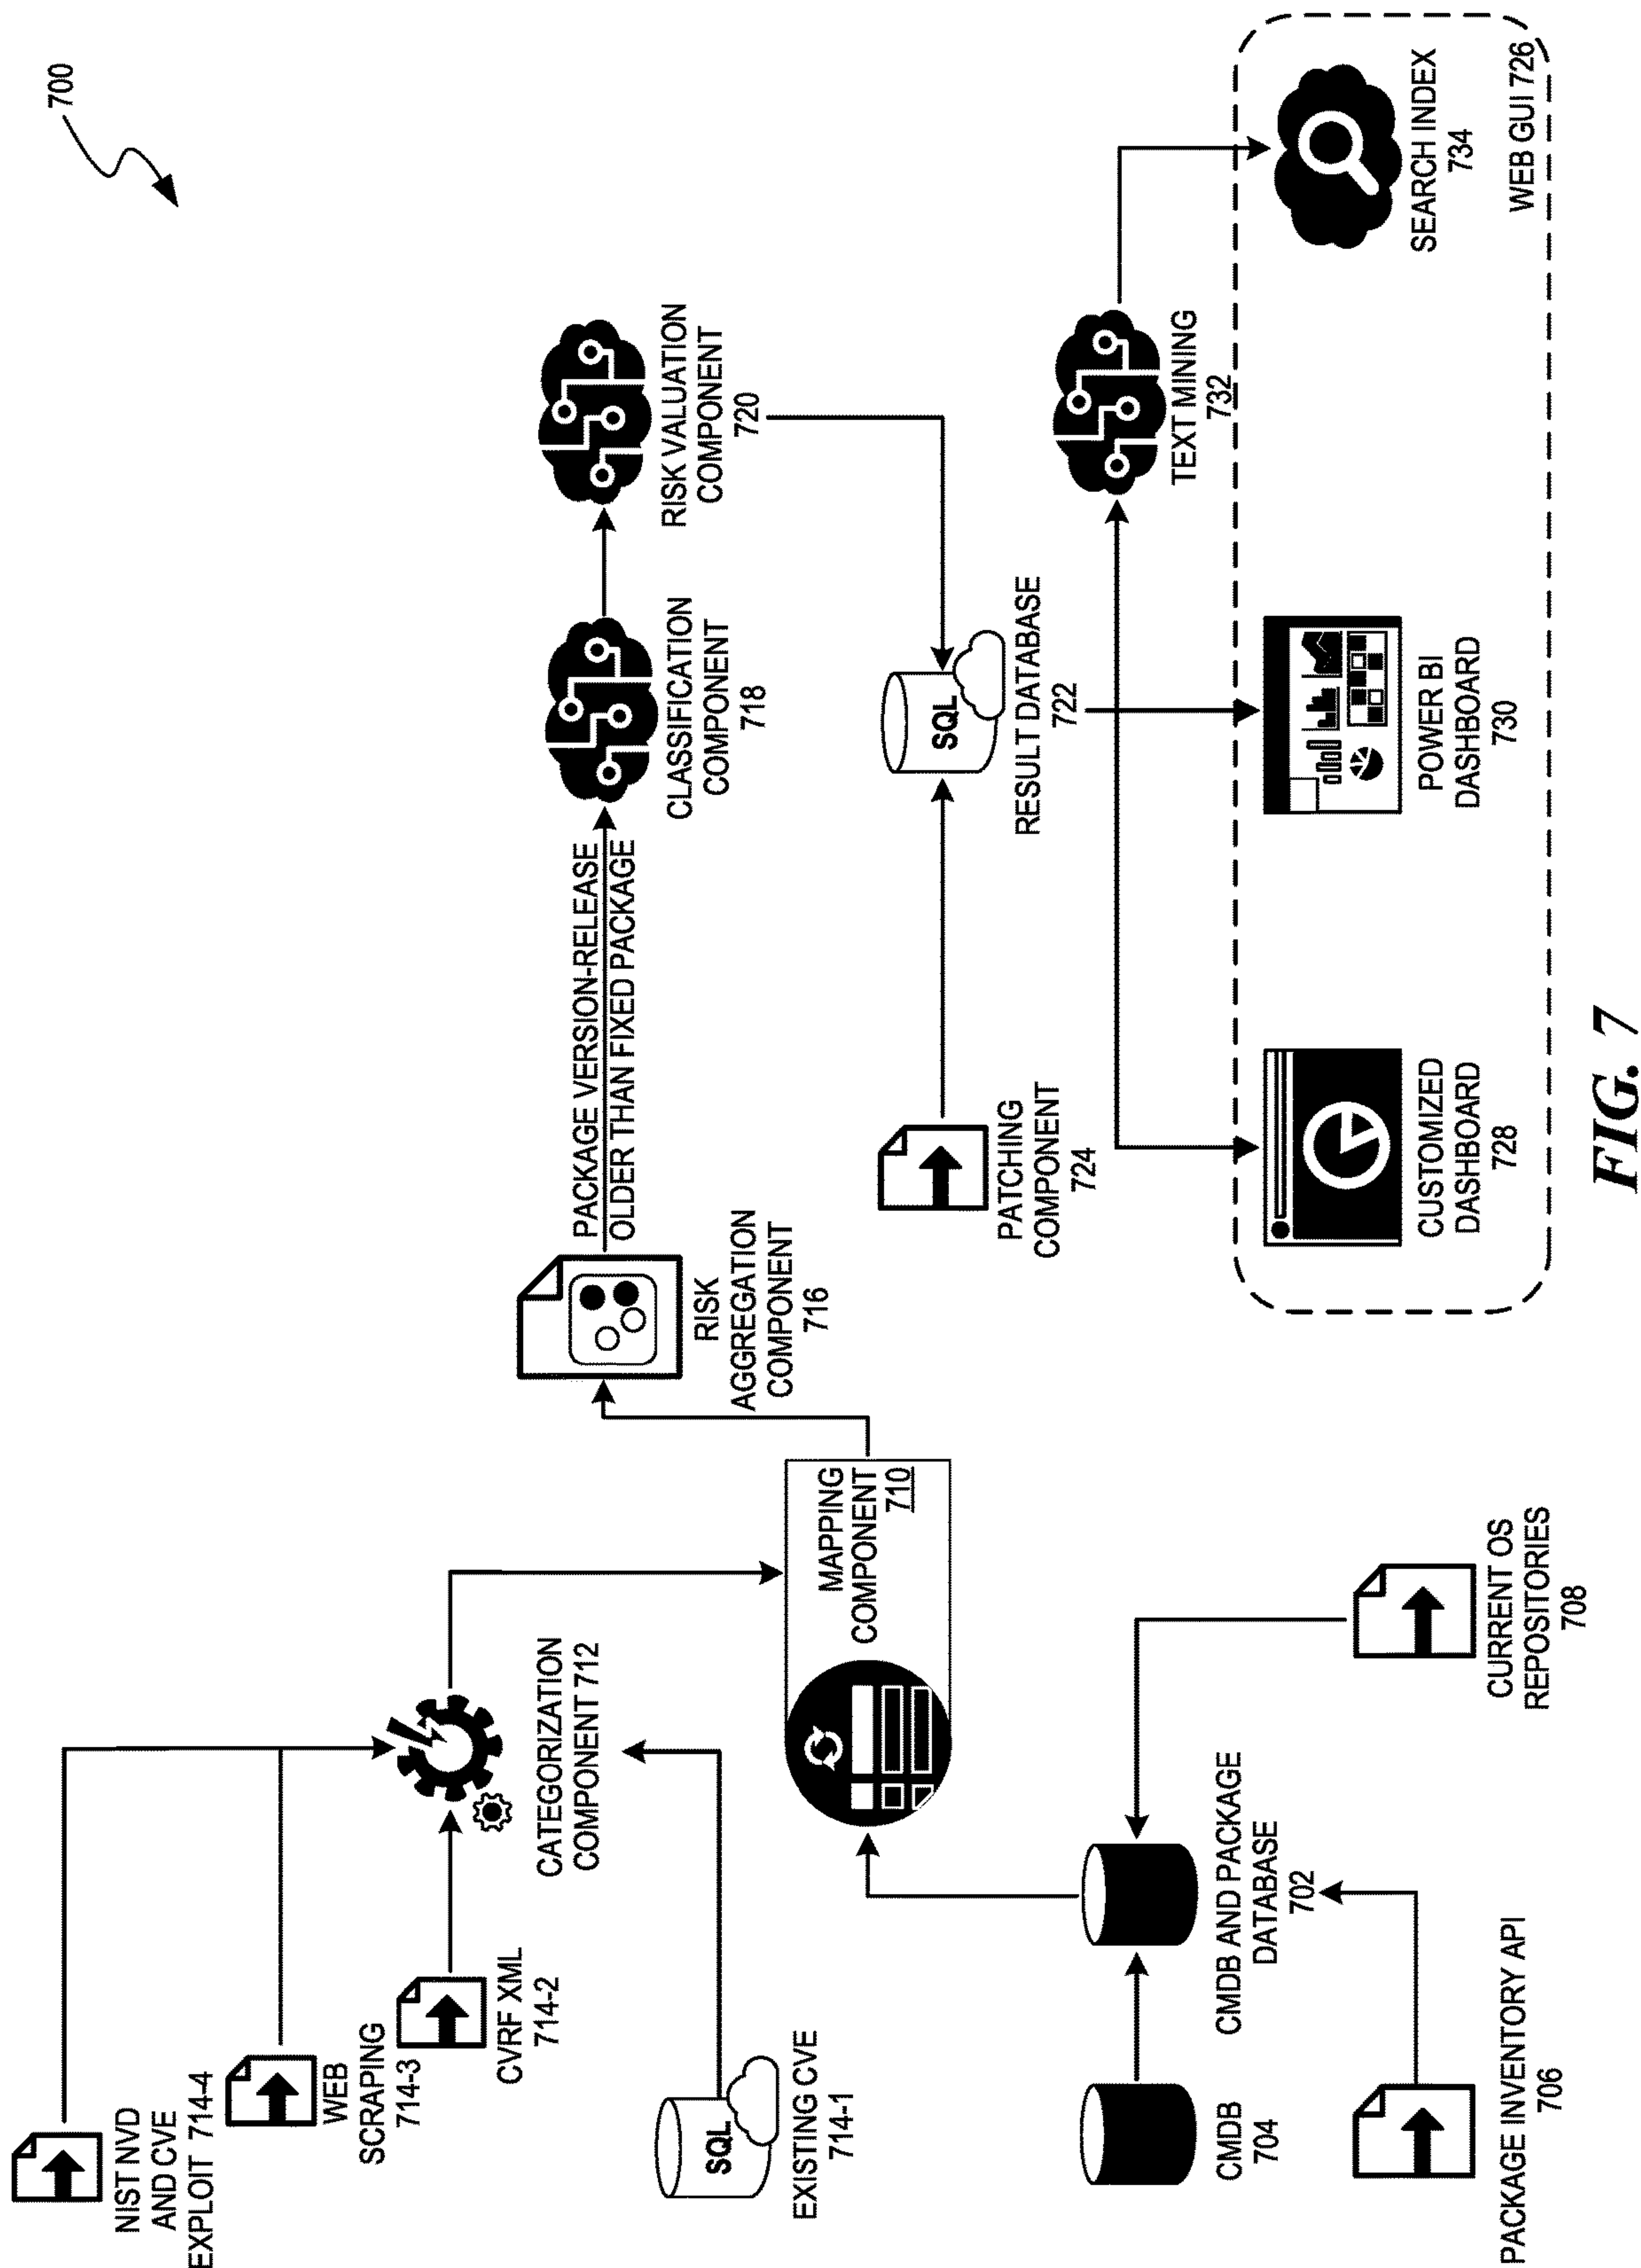 700
NIST NVD
AND CVE
EXPLOIT 714-4
WEB
SCRAPING
714-3
CVRF XML
714-2
SQL
EXISTING CVE
714-1
CATEGORIZATION
COMPONENT 712
MAPPING
COMPONENT
710
CMDB
704
CMDB AND PACKAGE
DATABASE
702
PACKAGE INVENTORY API
706
CURRENT OS
REPOSITORIES
708
RISK
AGGREGATION
COMPONENT
716
PACKAGE VERSION-RELEASE
OLDER THAN FIXED PACKAGE
CLASSIFICATION
COMPONENT
718
RISK VALUATION
COMPONENT
720
PATCHING
COMPONENT
724
SQL
RESULT DATABASE
722
TEXT MINING
732
CUSTOMIZED
DASHBOARD
728
POWER BI
DASHBOARD
730
SEARCH INDEX
734
WEB GUI 726
FIG. 7